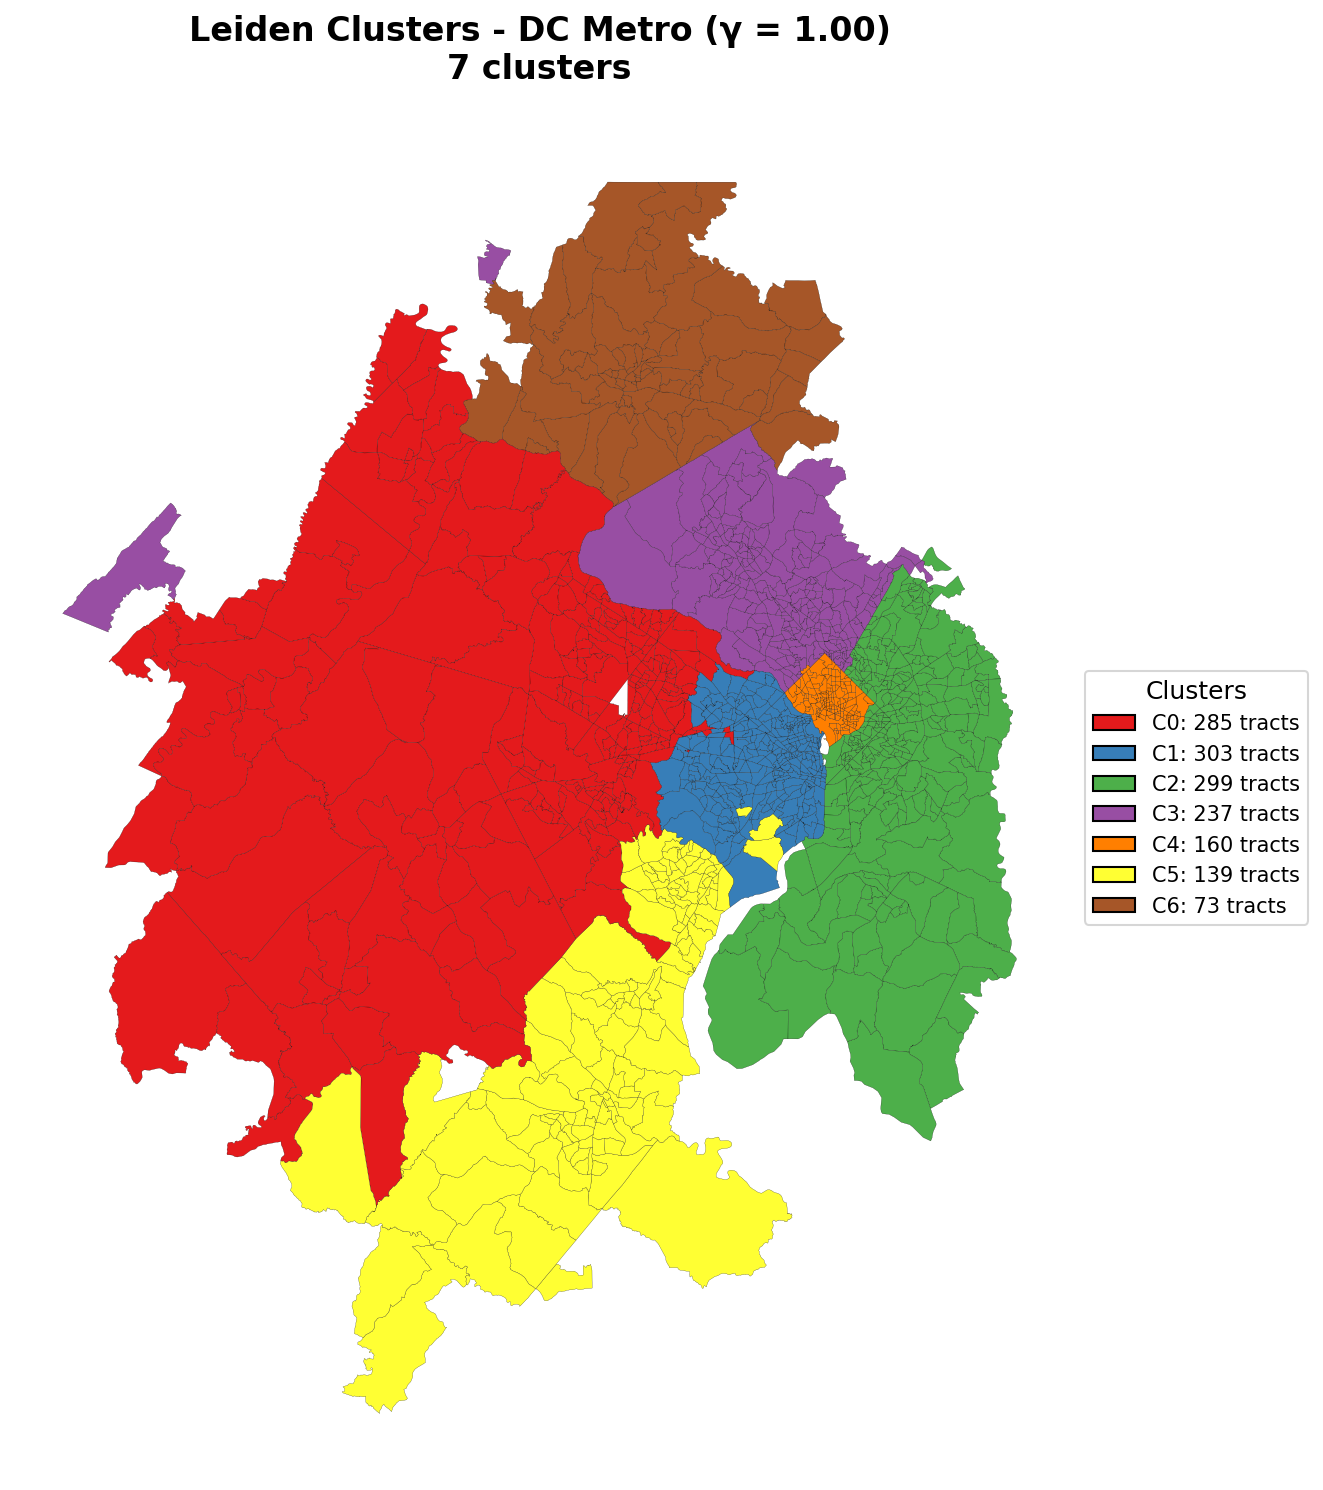 Leiden Clusters - DC Metro (γ = 1.00)
7 clusters
Clusters
C0: 285 tracts
C1: 303 tracts
C2: 299 tracts
C3: 237 tracts
C4: 160 tracts
C5: 139 tracts
C6: 73 tracts